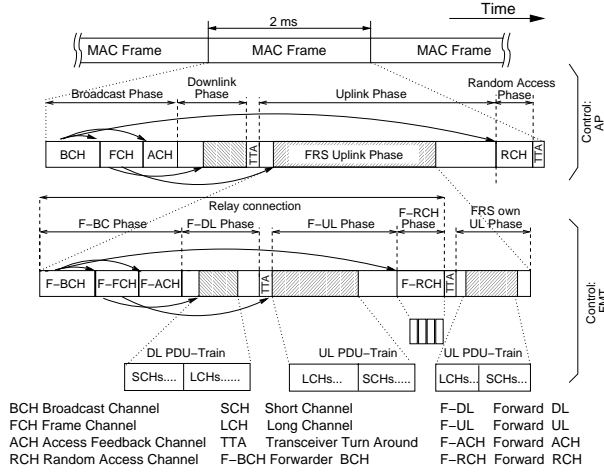 Time
2 ms
MAC Frame MAC Frame MAC Frame
Broadcast Phase Downlink Phase Uplink Phase Random Access Phase
Control: AP
BCH FCH ACH TTA FRS Uplink Phase RCH TTA
Relay connection
F-BC Phase F-DL Phase F-UL Phase F-RCH Phase FRS own UL Phase
F-BCH F-FCH F-ACH TTA F-RCH TTA
Control: FMT
DL PDU-Train UL PDU-Train UL PDU-Train
SCHs.... LCHs...... LCHs... SCHs.... LCHs... SCHs...
BCH Broadcast Channel SCH Short Channel F-DL Forward DL
FCH Frame Channel LCH Long Channel F-UL Forward UL
ACH Access Feedback Channel TTA Transceiver Turn Around F-ACH Forward ACH
RCH Random Access Channel F-BCH Forwarder BCH F-RCH Forward RCH